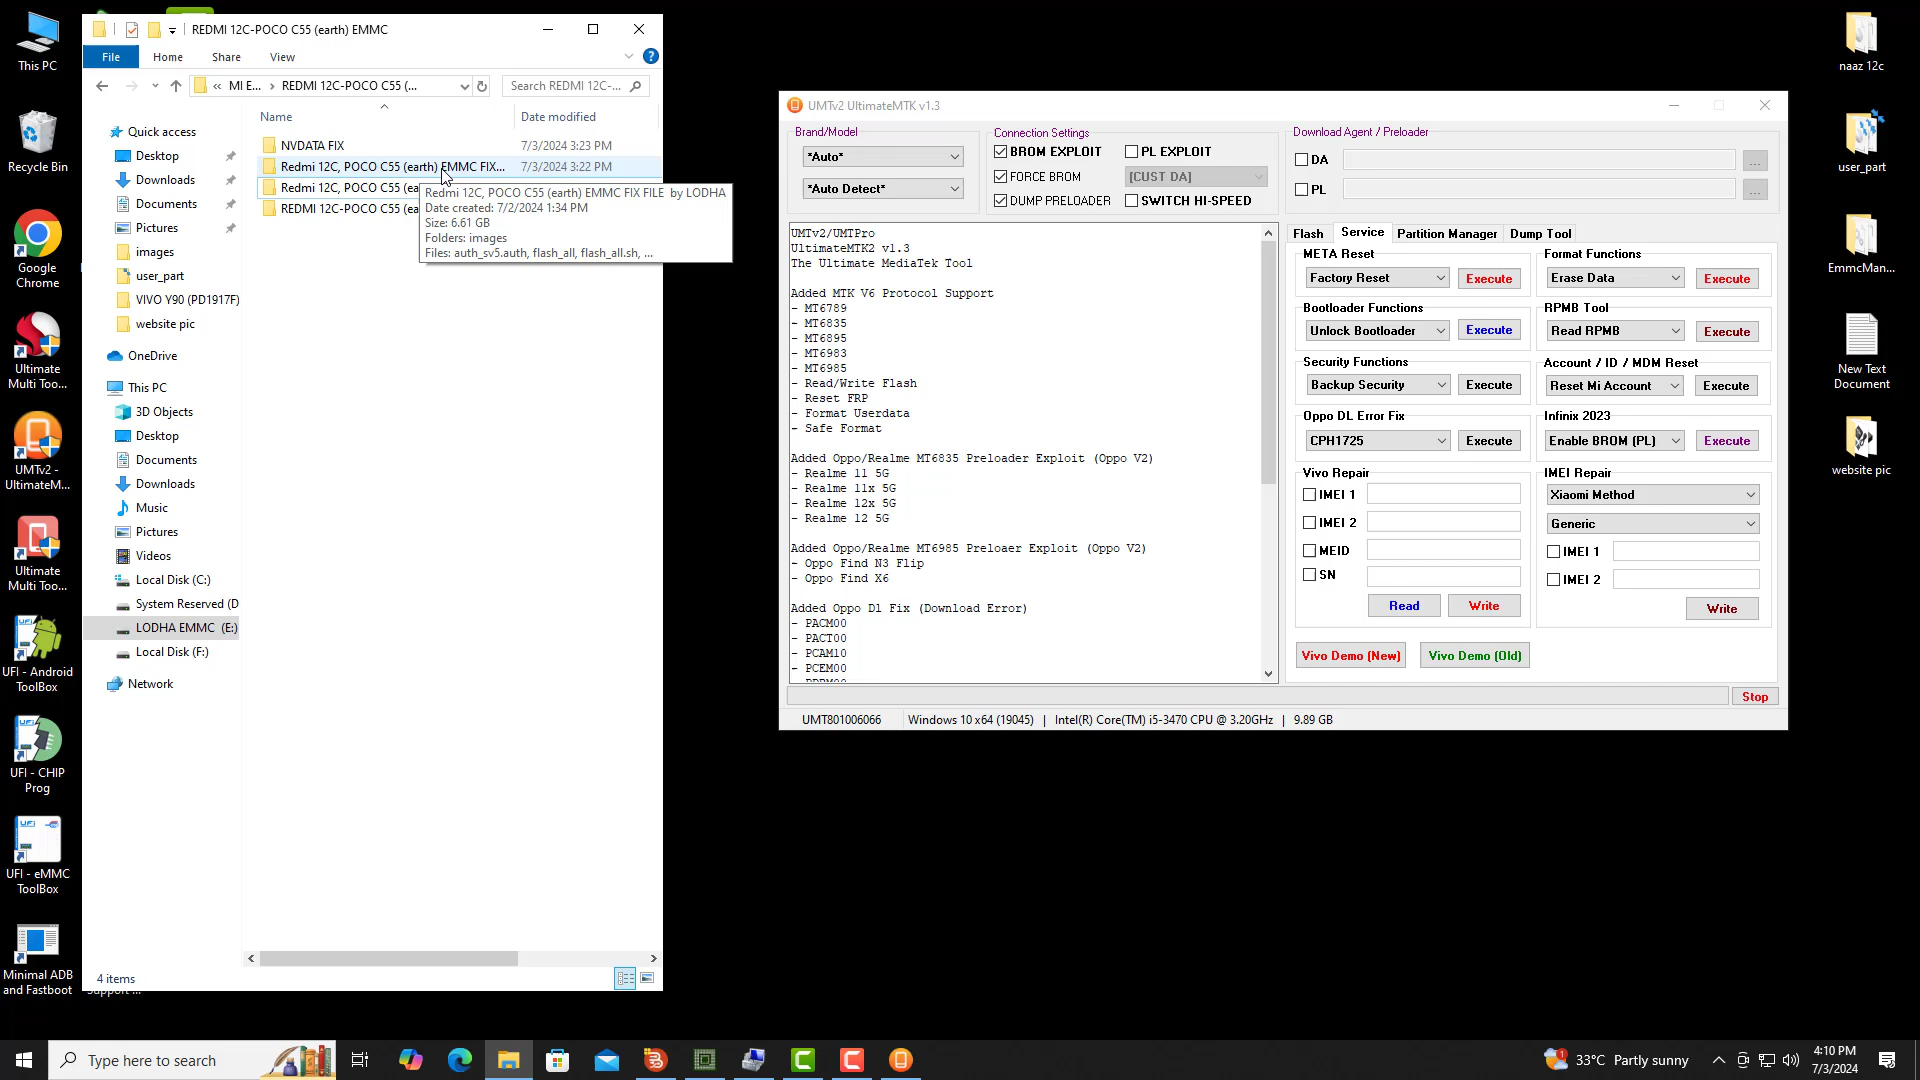 This PC
Recycle Bin
Google
Chrome
Ultimate
Multi Too...
UMTv2 -
UltimateM...
Ultimate
Multi Too...
UFI - Android
ToolBox
UFI - CHIP
Prog
UFI - eMMC
ToolBox
Minimal ADB
and Fastboot
REDMI 12C-POCO C55 (earth) EMMC
File
Home
Share
View
« MI E... › REDMI 12C-POCO C55 (...
Search REDMI 12C-...
Name
Date modified
Quick access
Desktop
Downloads
Documents
Pictures
images
user_part
VIVO Y90 (PD1917F)
website pic
OneDrive
This PC
3D Objects
Desktop
Documents
Downloads
Music
Pictures
Videos
Local Disk (C:)
System Reserved (D
LODHA EMMC (E:)
Local Disk (F:)
Network
NVDATA FIX 7/3/2024 3:23 PM
Redmi 12C, POCO C55 (earth) EMMC FIX... 7/3/2024 3:22 PM
Redmi 12C, POCO C55 (ea
REDMI 12C-POCO C55 (ea
Redmi 12C, POCO C55 (earth) EMMC FIX FILE by LODHA
Date created: 7/2/2024 1:34 PM
Size: 6.61 GB
Folders: images
Files: auth_sv5.auth, flash_all, flash_all.sh, ...
4 items
UMTv2 UltimateMTK v1.3
Brand/Model
*Auto*
*Auto Detect*
Connection Settings
BROM EXPLOIT
PL EXPLOIT
FORCE BROM
[CUST DA]
DUMP PRELOADER
SWITCH HI-SPEED
Download Agent / Preloader
DA
...
PL
...
UMTv2/UMTPro
UltimateMTK2 v1.3
The Ultimate MediaTek Tool
Added MTK V6 Protocol Support
- MT6789
- MT6835
- MT6895
- MT6983
- MT6985
- Read/Write Flash
- Reset FRP
- Format Userdata
- Safe Format
Added Oppo/Realme MT6835 Preloader Exploit (Oppo V2)
- Realme 11 5G
- Realme 11x 5G
- Realme 12x 5G
- Realme 12 5G
Added Oppo/Realme MT6985 Preloaer Exploit (Oppo V2)
- Oppo Find N3 Flip
- Oppo Find X6
Added Oppo Dl Fix (Download Error)
- PACM00
- PACT00
- PCAM10
- PCEM00
Flash
Service
Partition Manager
Dump Tool
META Reset
Factory Reset
Execute
Format Functions
Erase Data
Execute
Bootloader Functions
Unlock Bootloader
Execute
RPMB Tool
Read RPMB
Execute
Security Functions
Backup Security
Execute
Account / ID / MDM Reset
Reset Mi Account
Execute
Oppo DL Error Fix
CPH1725
Execute
Infinix 2023
Enable BROM (PL)
Execute
Vivo Repair
IMEI 1
IMEI 2
MEID
SN
Read
Write
IMEI Repair
Xiaomi Method
Generic
IMEI 1
IMEI 2
Write
Vivo Demo (New)
Vivo Demo (Old)
Stop
UMT801006066
Windows 10 x64 (19045) | Intel(R) Core(TM) i5-3470 CPU @ 3.20GHz | 9.89 GB
naaz 12c
user_part
EmmcMan...
New Text
Document
website pic
Type here to search
33°C Partly sunny
4:10 PM
7/3/2024